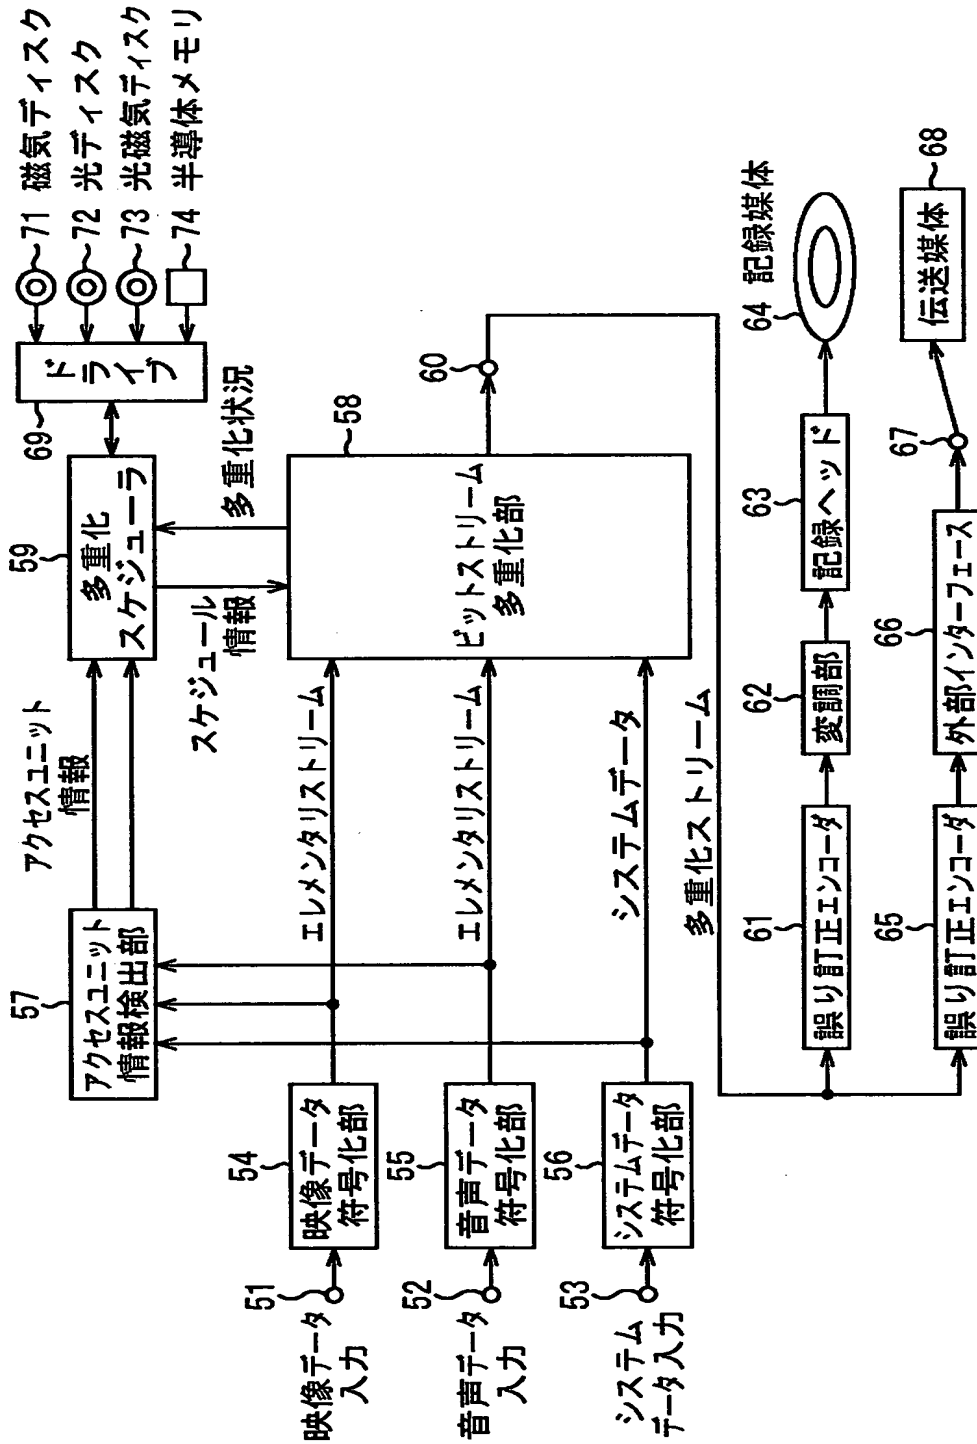 71 磁気ディスク
72 光ディスク
73 光磁気ディスク
74 半導体メモリ
69
ドライブ
59
多重化
スケジューラ
アクセスユニット
情報
57
アクセスユニット
情報検出部
多重化状況
スケジュール
情報
58
ビットストリーム
多重化部
60
エレメンタリストリーム
エレメンタリストリーム
システムデータ
多重化ストリーム
54
映像データ
符号化部
55
音声データ
符号化部
56
システムデータ
符号化部
51
映像データ
入力
52
音声データ
入力
53
システム
データ入力
61
誤り訂正エンコーダ
62
変調部
63
記録ヘッド
64 記録媒体
65
誤り訂正エンコーダ
66
外部インターフェース
67
伝送媒体
68